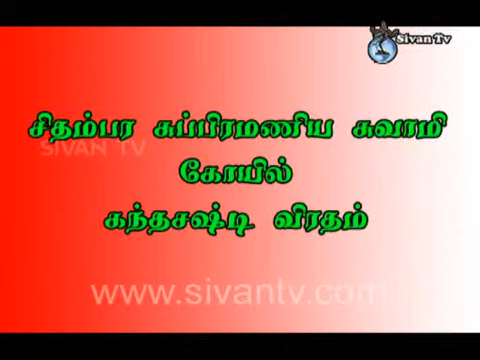 Sivan Tv
சிதம்பர சுப்பிரமணிய சுவாமி
SIVAN TV
கோயில்
கந்தசஷ்டி விரதம்
www.sivantv.com